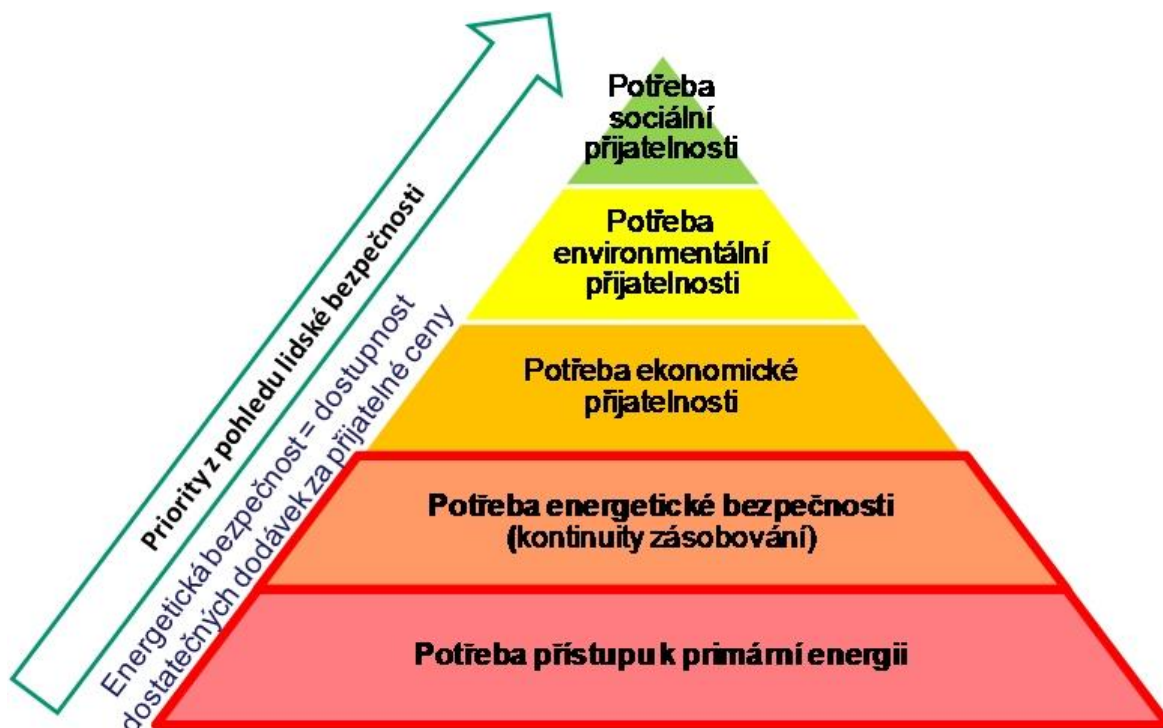 Potřeba
sociální
přijatelnosti
Potřeba
environmentální
přijatelnosti
Potřeba ekonomické
přijatelnosti
Potřeba energetické bezpečnosti
(kontinuity zásobování)
Potřeba přístupu k primární energii
Priority z pohledu lidské bezpečnosti
Energetická bezpečnost = dostupnost
dostatečných dodávek za přijatelné ceny